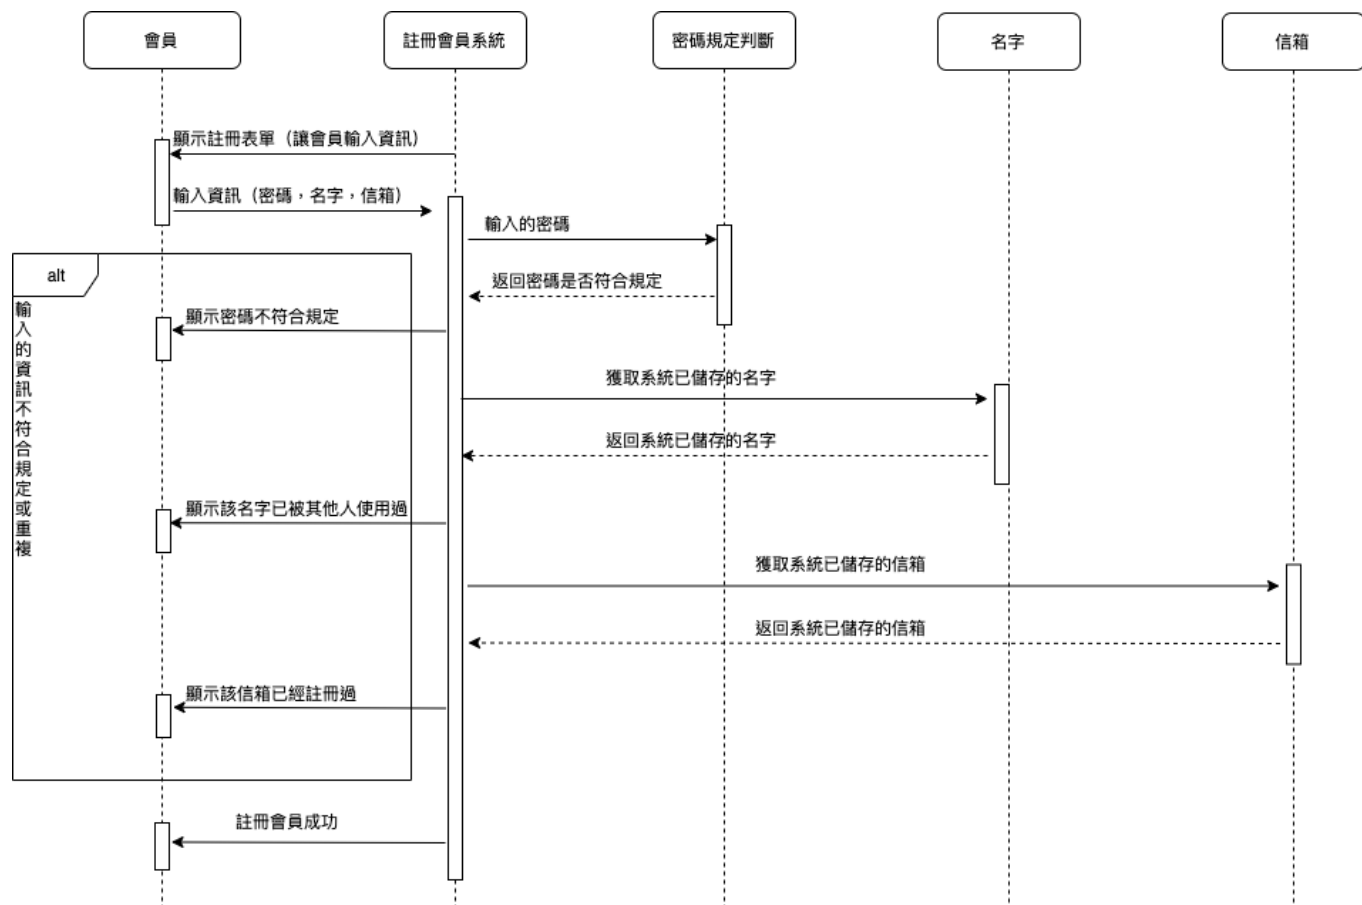 會員
註冊會員系統
密碼規定判斷
名字
信箱
顯示註冊表單（讓會員輸入資訊）
輸入資訊（密碼，名字，信箱）
輸入的密碼
alt
返回密碼是否符合規定
輸入的資訊不符合規定或重複
顯示密碼不符合規定
獲取系統已儲存的名字
返回系統已儲存的名字
顯示該名字已被其他人使用過
獲取系統已儲存的信箱
返回系統已儲存的信箱
顯示該信箱已經註冊過
註冊會員成功